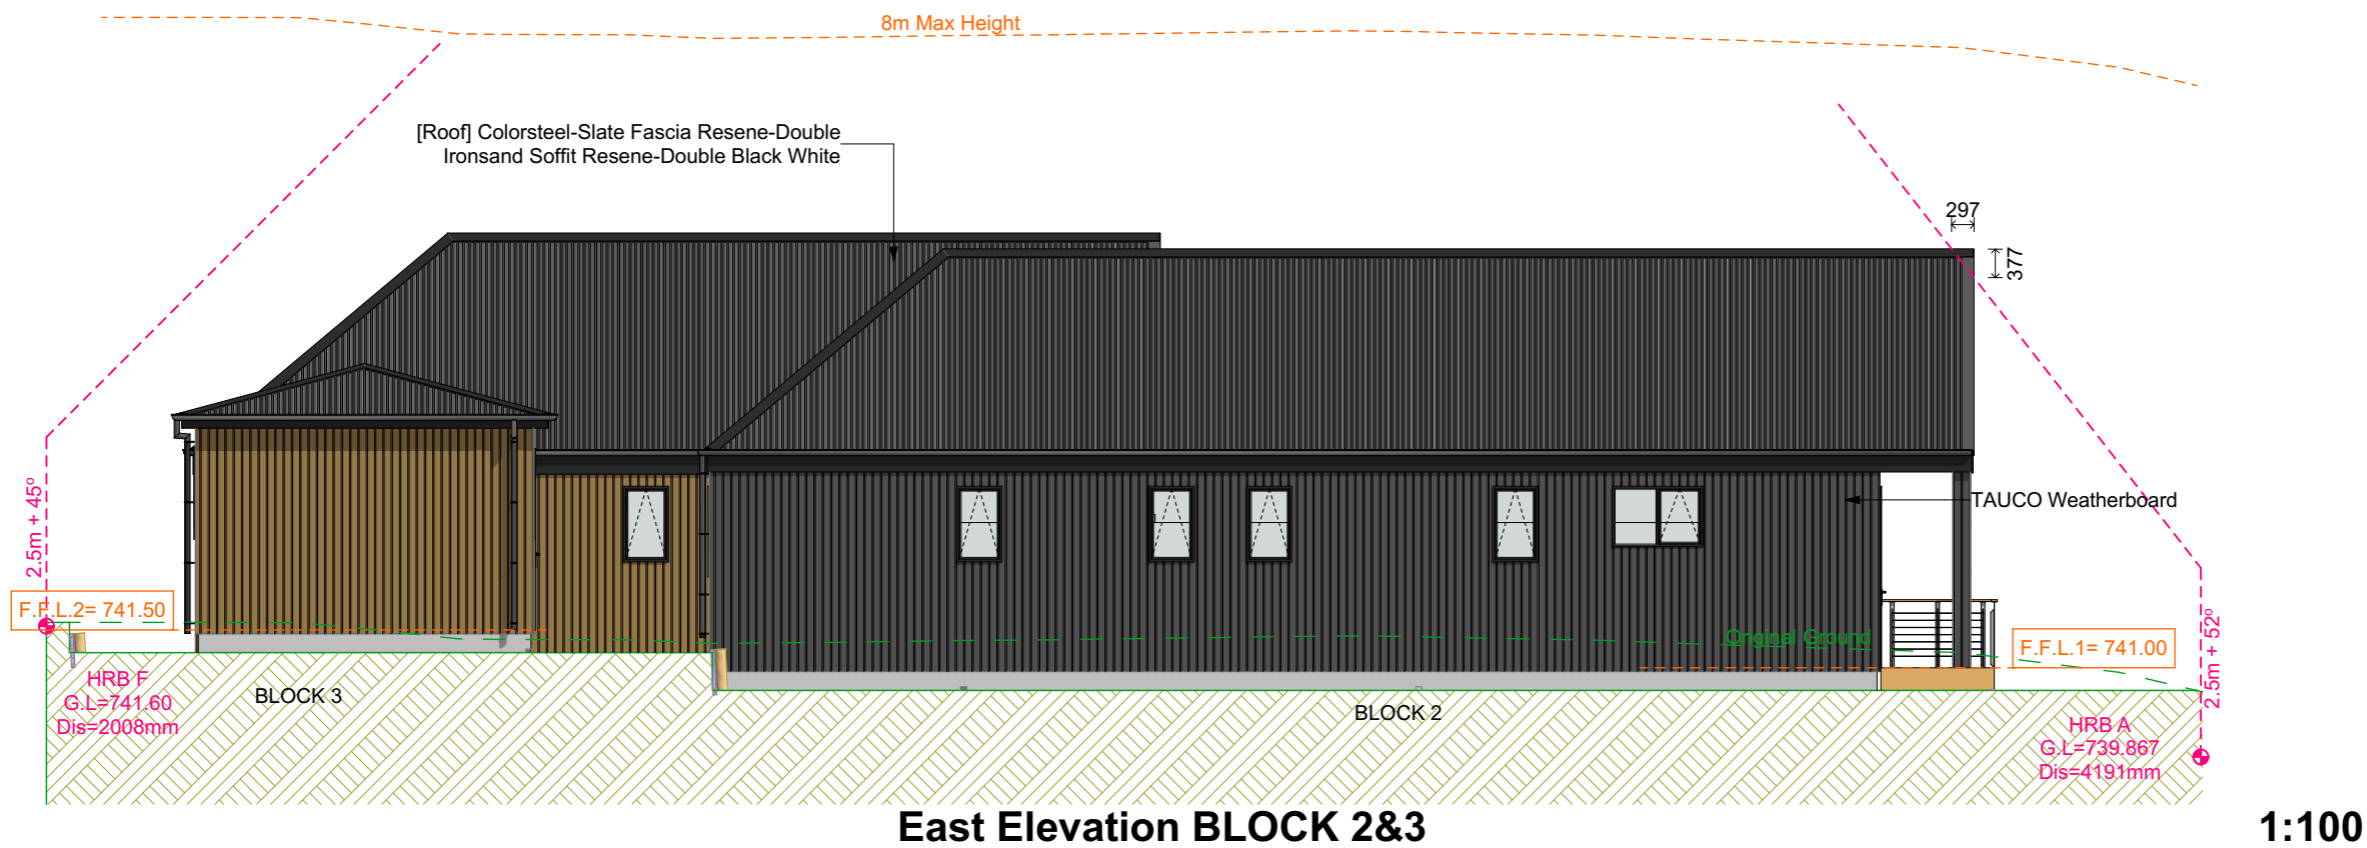 8m Max Height
[Roof] Colorsteel-Slate Fascia Resene-Double
Ironsand Soffit Resene-Double Black White
297
377
2.5m + 45°
TAUCO Weatherboard
F.F.L.2= 741.50
Original Ground
F.F.L.1= 741.00
2.5m + 52°
HRB F
G.L=741.60
Dis=2008mm
BLOCK 3
BLOCK 2
HRB A
G.L=739.867
Dis=4191mm
East Elevation BLOCK 2&3
1:100